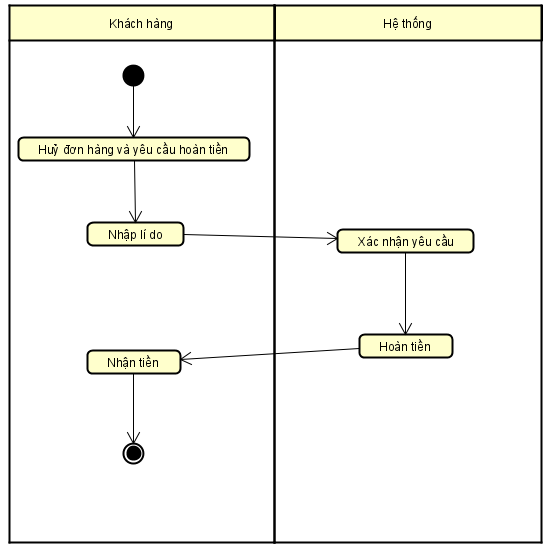 Khách hàng
Hệ thống
Huỷ đơn hàng và yêu cầu hoàn tiền
Nhập lí do
Xác nhận yêu cầu
Hoàn tiền
Nhận tiền